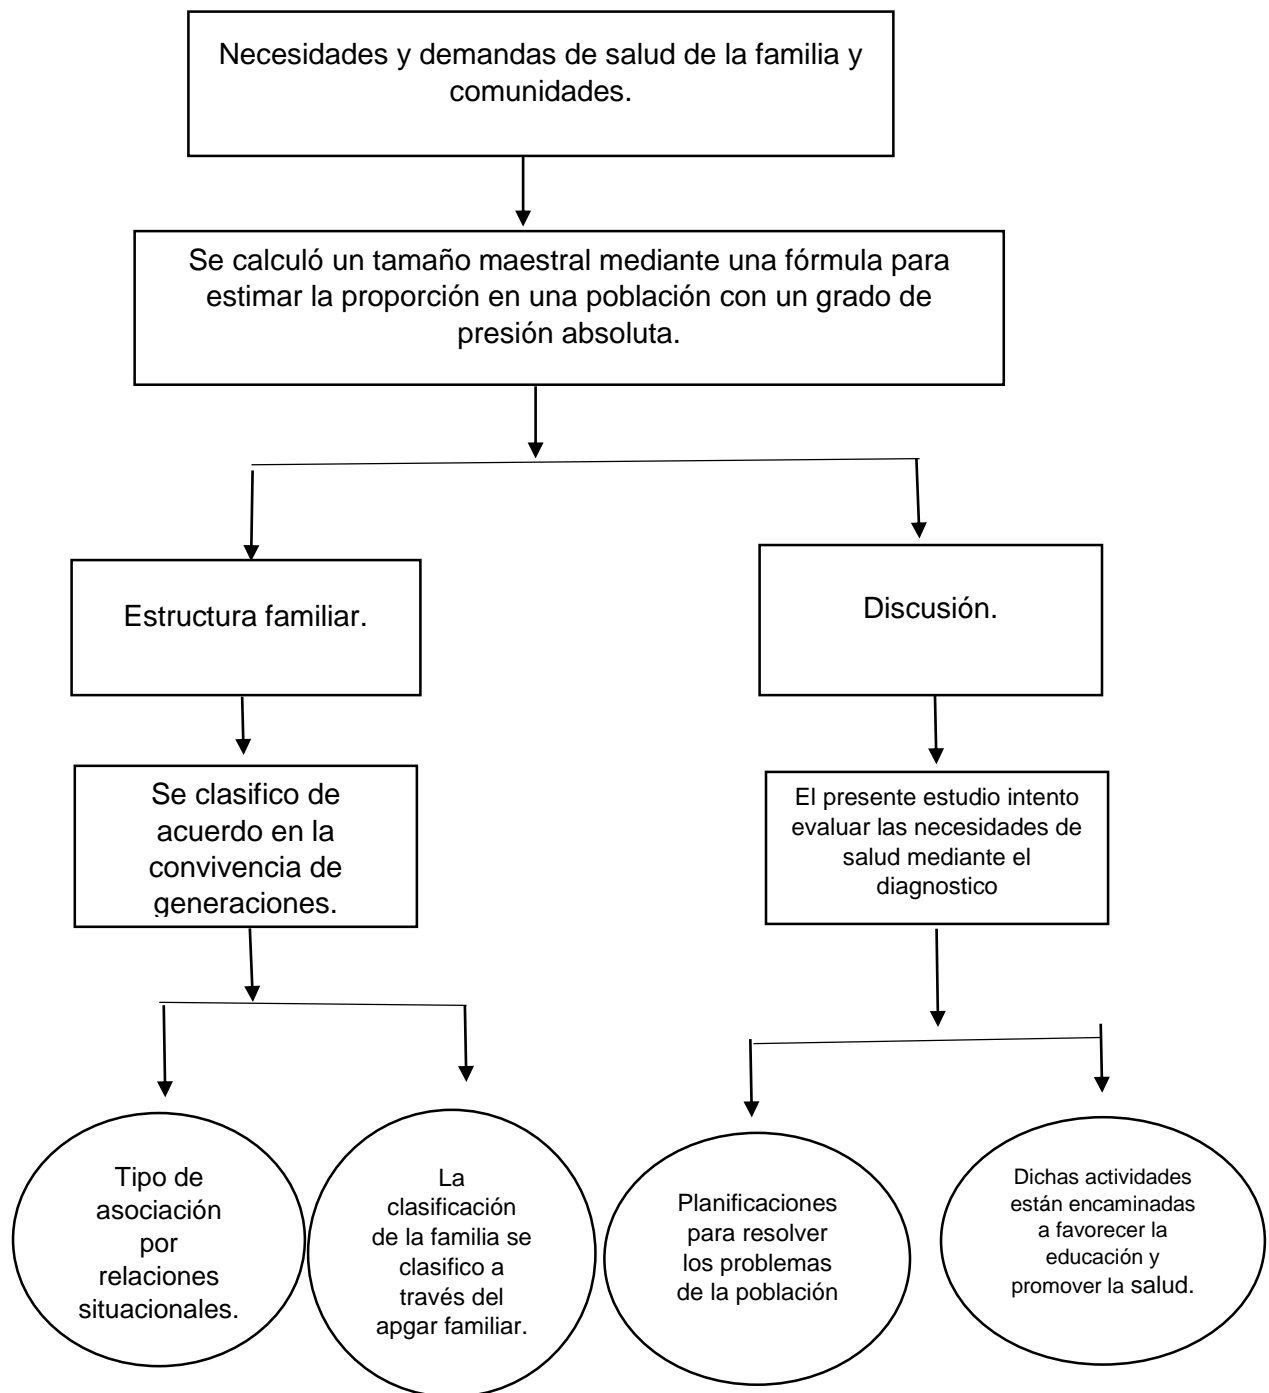 Necesidades y demandas de salud de la familia y
comunidades.
Se calculó un tamaño maestral mediante una fórmula para
estimar la proporción en una población con un grado de
presión absoluta.
Estructura familiar.
Discusión.
Se clasifico de
acuerdo en la
convivencia de
generaciones.
El presente estudio intento
evaluar las necesidades de
salud mediante el
diagnostico
Tipo de
asociación
por
relaciones
situacionales.
La
clasificación
de la familia se
clasifico a
través del
apgar familiar.
Planificaciones
para resolver
los problemas
de la población
Dichas actividades
están encaminadas
a favorecer la
educación y
promover la salud.